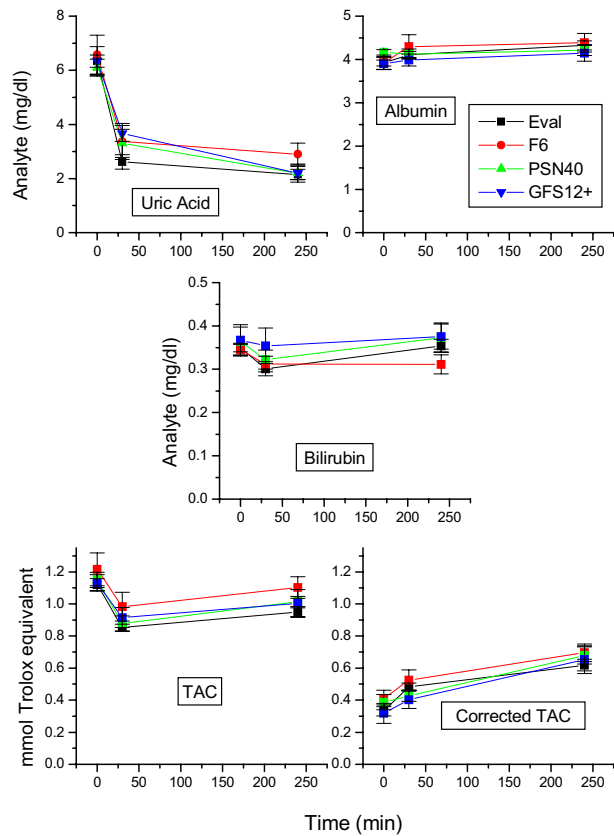 Analyte (mg/dl)
8
6
4
2
0
Uric Acid
0 50 100 150 200 250
5
4
3
2
1
0
Albumin
Eval
F6
PSN40
GFS12+
0 50 100 150 200 250
Analyte (mg/dl)
0.5
0.4
0.3
0.2
0.1
0.0
Bilirubin
0 50 100 150 200 250
mmol Trolox equivalent
1.2
1.0
0.8
0.6
0.4
0.2
0.0
TAC
0 50 100 150 200 250
1.2
1.0
0.8
0.6
0.4
0.2
0.0
Corrected TAC
0 50 100 150 200 250
Time (min)